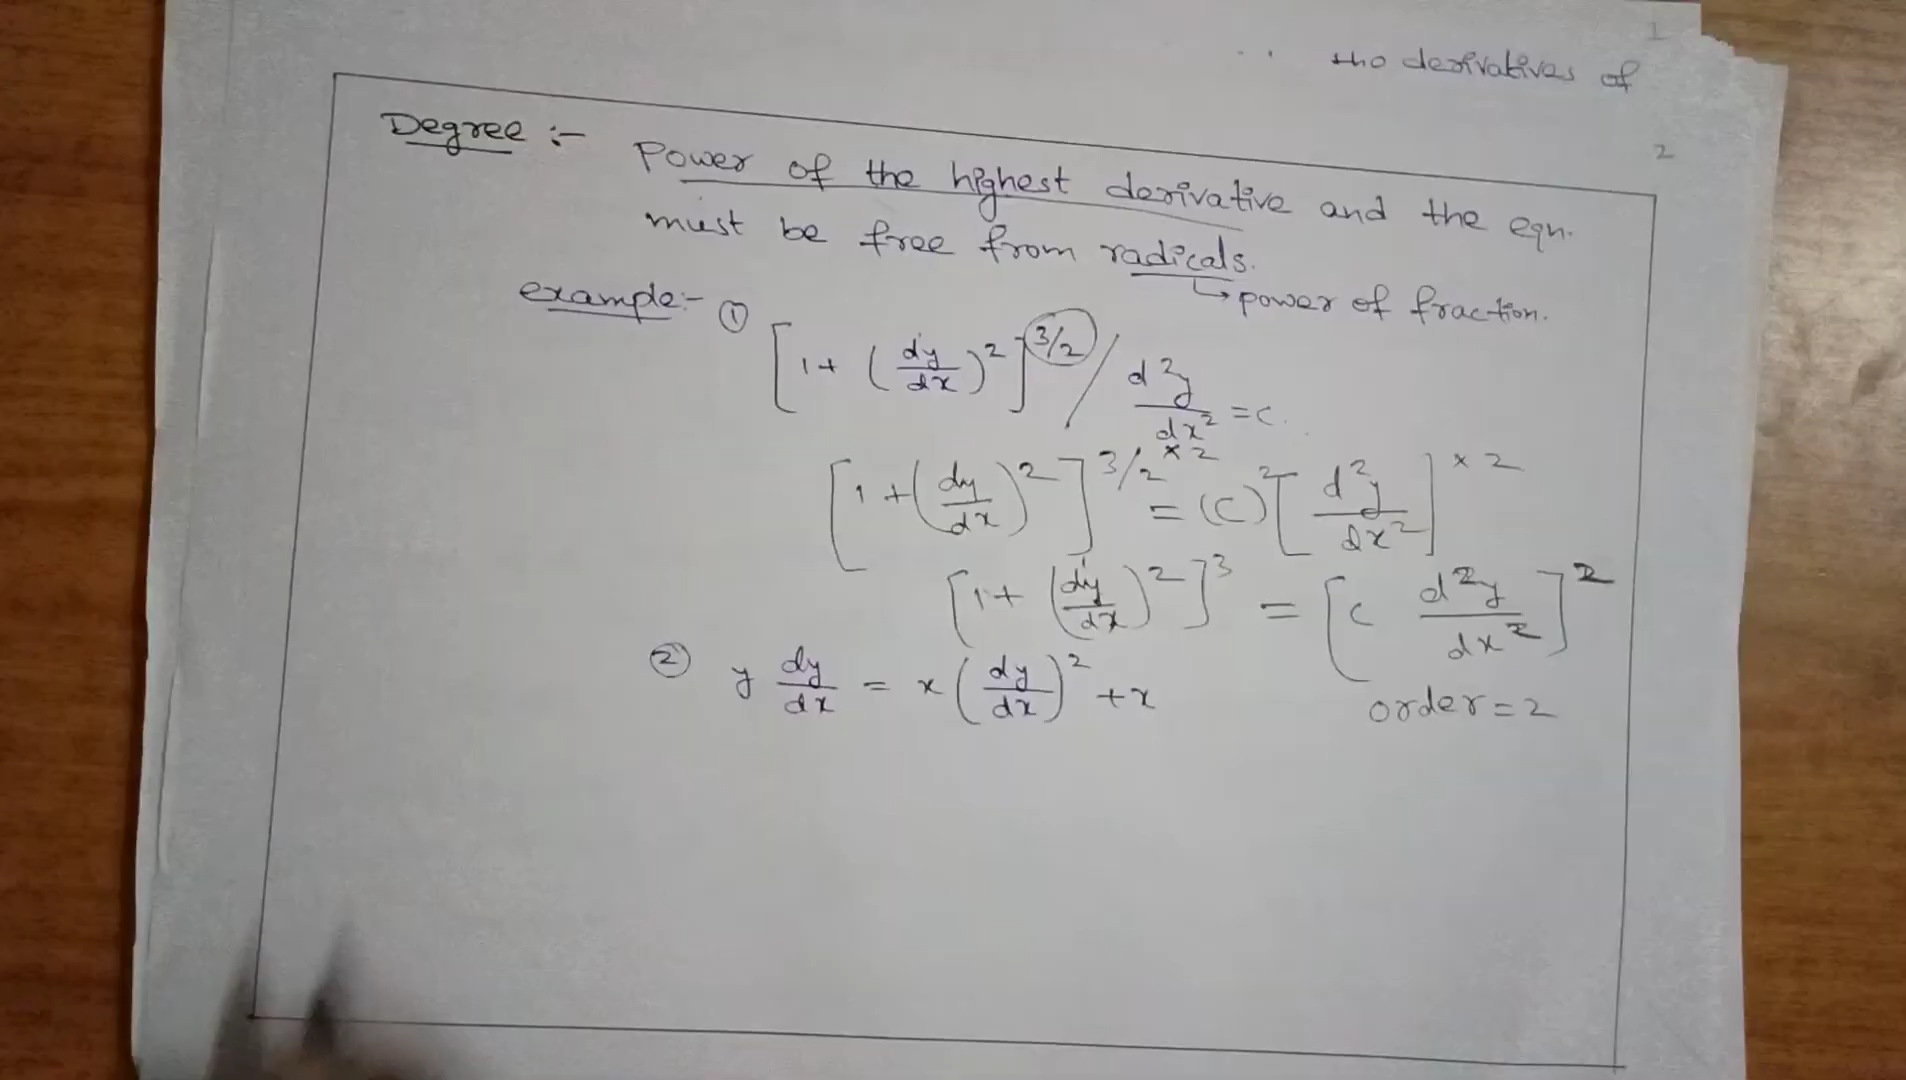 the derivatives of
1
2
Degree :-
Power of the highest derivative and the eqn.
must be free from radicals.
↳ power of fraction.
example:- ① [1 + (dy/dx)²]^3/2 / d²y/dx² = c.
[1 + (dy/dx)²]^3/2 × 2 = (c)² [d²y/dx²]^× 2
[1 + (dy/dx)²]³ = [c d²y/dx²]²
② y dy/dx = x (dy/dx)² + x
order = 2